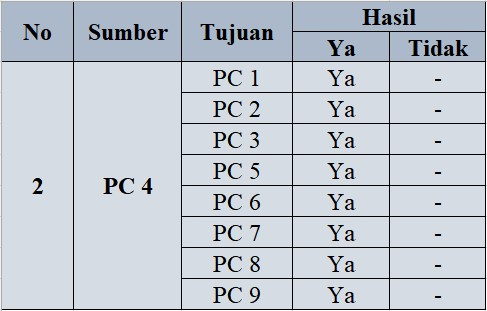 No Sumber Tujuan Hasil
Ya Tidak
2 PC 4 PC 1 Ya -
PC 2 Ya -
PC 3 Ya -
PC 5 Ya -
PC 6 Ya -
PC 7 Ya -
PC 8 Ya -
PC 9 Ya -